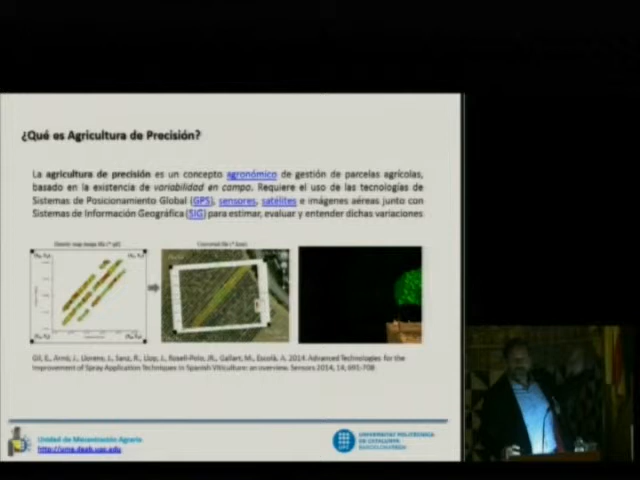 ¿Qué es Agricultura de Precisión?
La agricultura de precisión es un concepto agronómico de gestión de parcelas agrícolas,
basado en la existencia de variabilidad en campo. Requiere el uso de las tecnologías de
Sistemas de Posicionamiento Global (GPS), sensores, satélites e imágenes aéreas junto con
Sistemas de Información Geográfica (SIG) para estimar, evaluar y entender dichas variaciones
Gil, E., Arnó, J., Llorens, J., Sanz, R., Llop, J., Rosell-Polo, JR., Gallart, M., Escolà, A. 2014. Advanced Technologies for the
Improvement of Spray Application Techniques in Spanish Viticulture: an overview. Sensors 2014, 14, 691-708
Unidad de Mecanización Agraria
UNIVERSITAT POLITÈCNICA
DE CATALUNYA
BARCELONATECH